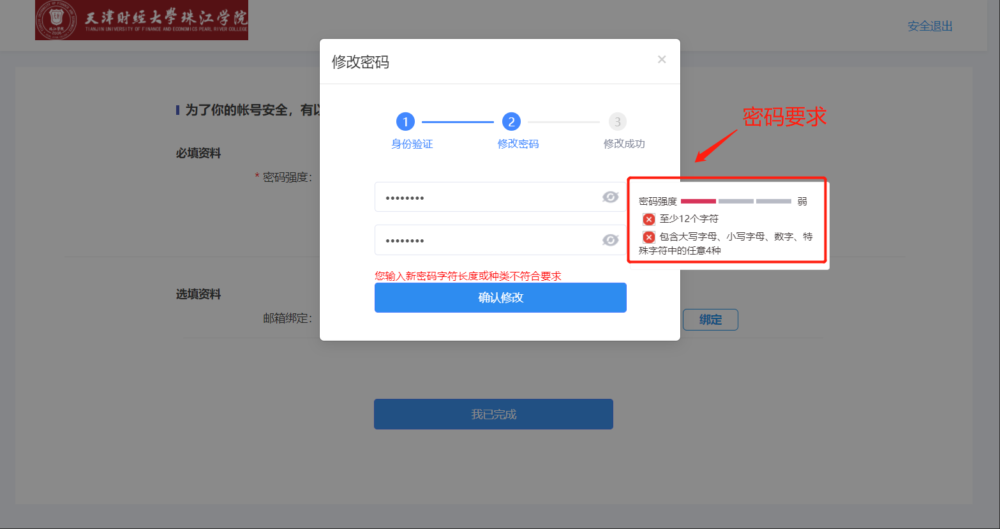 天津财经大學珠江学院
TIANJIN UNIVERSITY OF FINANCE AND ECONOMICS PEARL RIVER COLLEGE
安全退出
修改密码
×
为了你的帐号安全，有以
1
2
3
身份验证
修改密码
修改成功
密码要求
必填资料
* 密码强度：
••••••••
密码强度 弱
至少12个字符
包含大写字母、小写字母、数字、特
殊字符中的任意4种
••••••••
您输入新密码字符长度或种类不符合要求
确认修改
选填资料
邮箱绑定：
绑定
我已完成